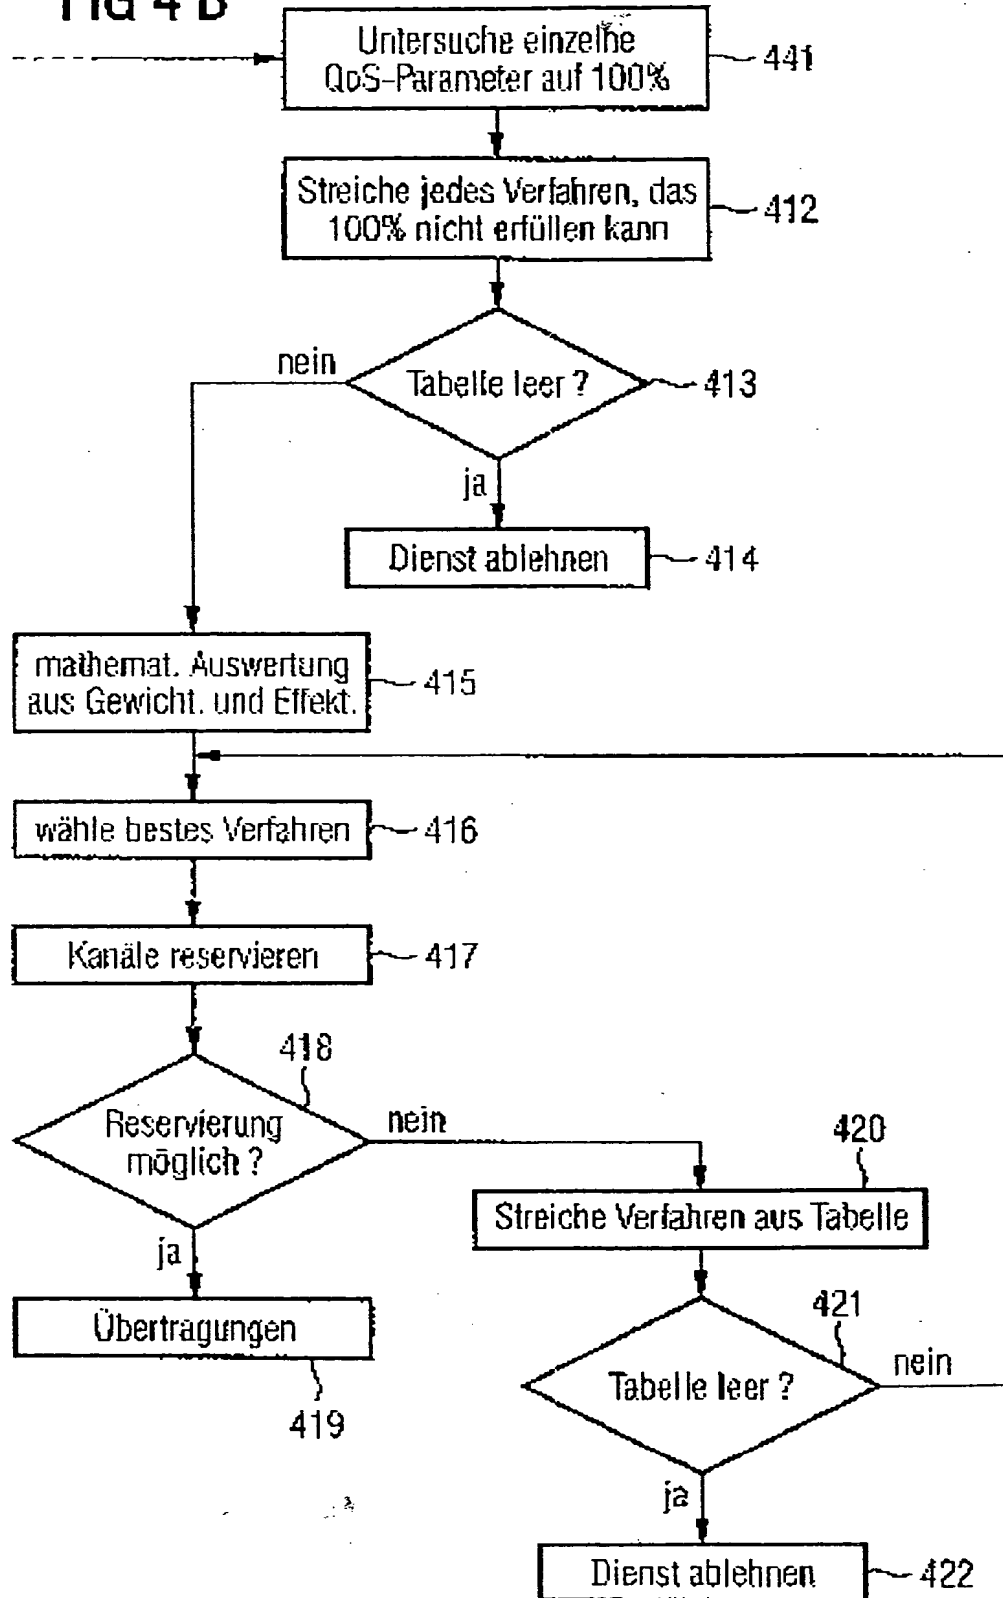 FIG 4 B
Untersuche einzelne
QoS-Parameter auf 100%
441
Streiche jedes Verfahren, das
100% nicht erfüllen kann
412
nein
Tabelle leer ?
413
ja
Dienst ablehnen
414
mathemat. Auswertung
aus Gewicht. und Effekt.
415
wähle bestes Verfahren
416
Kanäle reservieren
417
418
Reservierung
möglich ?
nein
420
Streiche Verfahren aus Tabelle
ja
421
Übertragungen
419
Tabelle leer ?
nein
ja
Dienst ablehnen
422